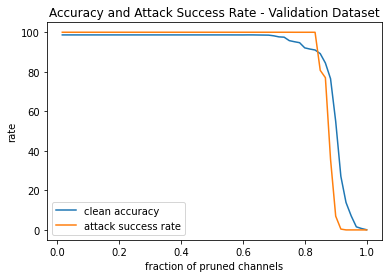 Accuracy and Attack Success Rate - Validation Dataset
100
80
60
40
20
0
rate
clean accuracy
attack success rate
0.0 0.2 0.4 0.6 0.8 1.0
fraction of pruned channels